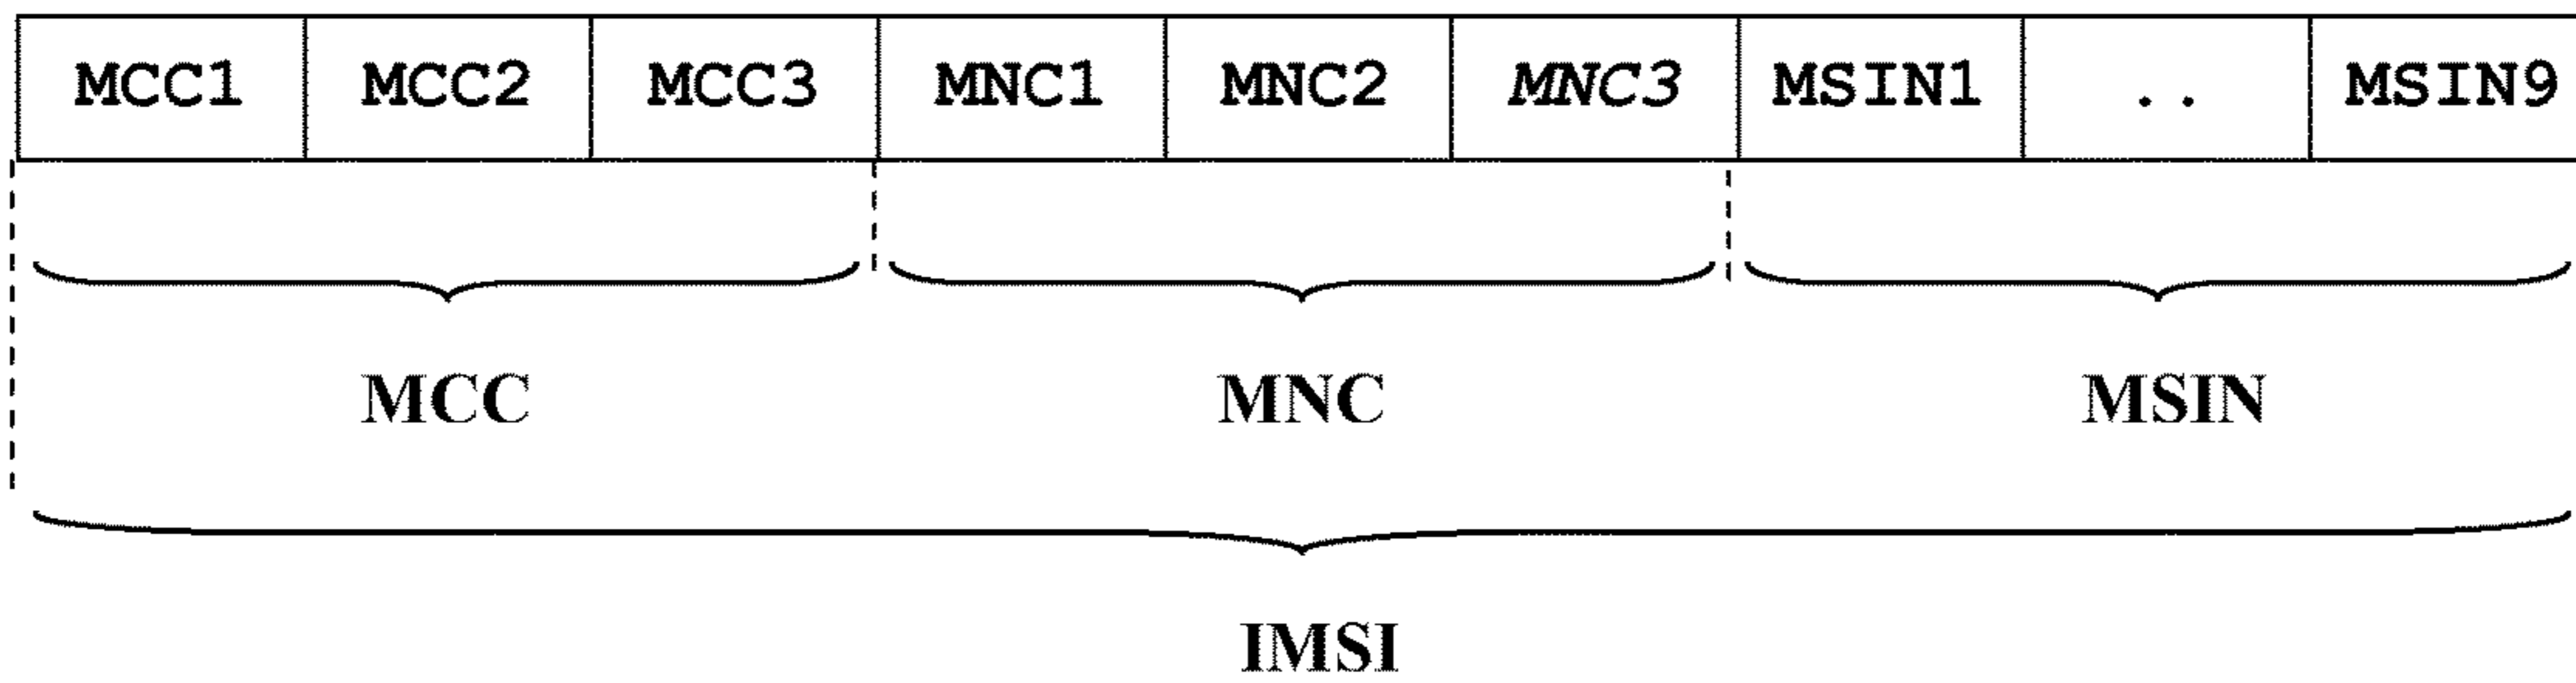 MCC1 MCC2 MCC3 MNC1 MNC2 MNC3 MSIN1 .. MSIN9
MCC MNC MSIN
IMSI